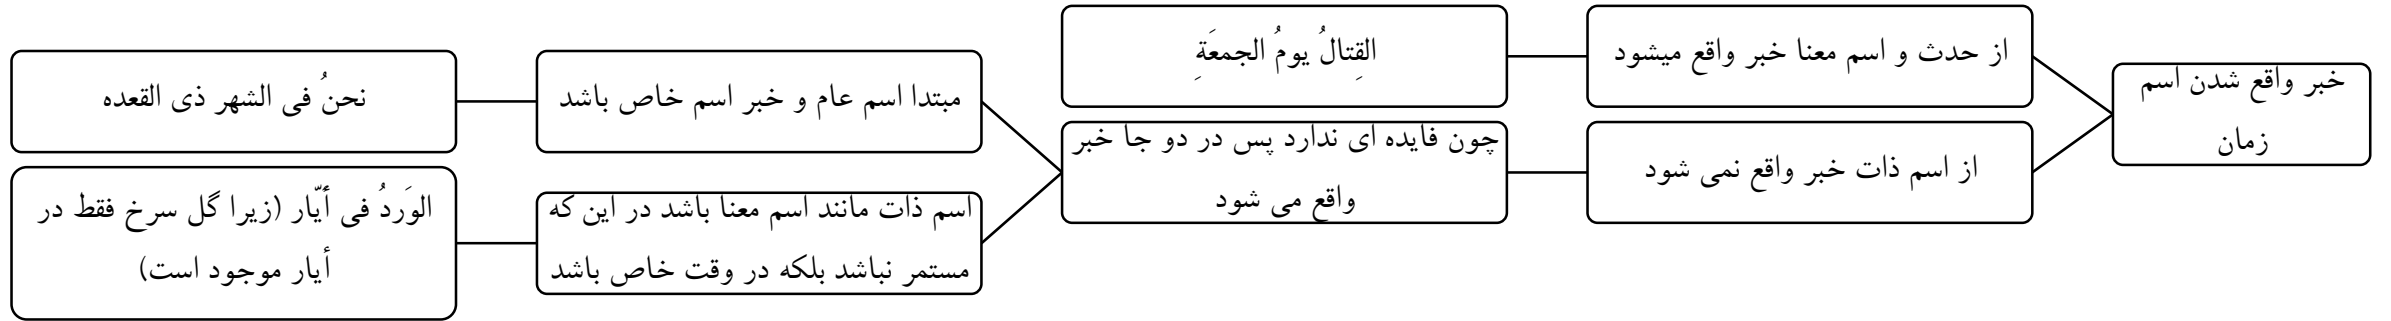 خبر واقع شدن اسم
زمان
از حدث و اسم معنا خبر واقع میشود
القِتالُ یومُ الجمعَةِ
از اسم ذات خبر واقع نمی شود
چون فایده ای ندارد پس در دو جا خبر
واقع می شود
مبتدا اسم عام و خبر اسم خاص باشد
نحنُ فی الشهر ذی القعده
اسم ذات مانند اسم معنا باشد در این که
مستمر نباشد بلکه در وقت خاص باشد
الوَردُ فی أیّار (زیرا گل سرخ فقط در
أیار موجود است)